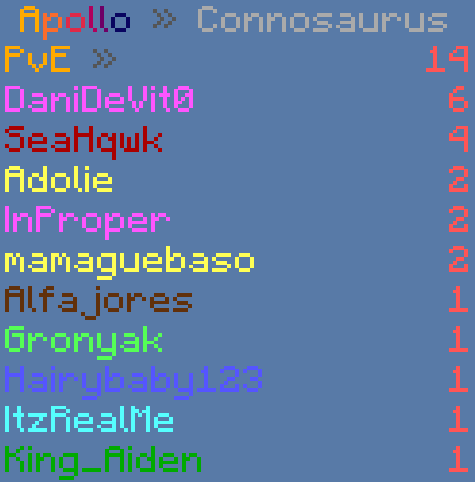 Apollo » Connosaurus
PvE » 14
DaniDeVit0 6
SeaHqwk 4
Adolie 2
InProper 2
mamaguebaso 2
Alfajores 1
Gronyak 1
Hairybaby123 1
ItzRealMe 1
King_Aiden 1